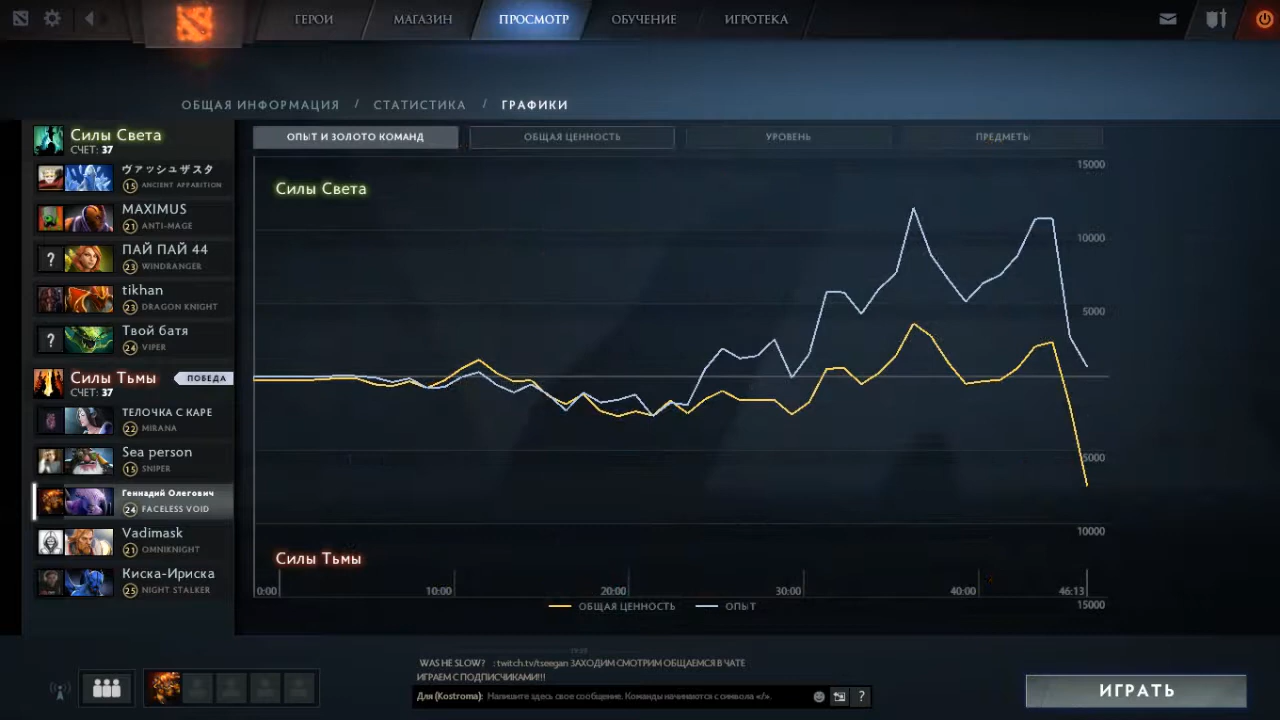 ГЕРОИ МАГАЗИН ПРОСМОТР ОБУЧЕНИЕ ИГРОТЕКА
ОБЩАЯ ИНФОРМАЦИЯ / СТАТИСТИКА / ГРАФИКИ
Силы Света
СЧЕТ: 37
ヴァッシュザスタ
15 ANCIENT APPARITION
MAXIMUS
21 ANTI-MAGE
ПАЙ ПАЙ 44
? 23 WINDRANGER
tikhan
23 DRAGON KNIGHT
Твой батя
? 24 VIPER
Силы Тьмы ПОБЕДА
СЧЕТ: 37
ТЕЛОЧКА С КАРЕ
22 MIRANA
Sea person
15 SNIPER
Геннадий Олегович
24 FACELESS VOID
Vadimask
21 OMNIKNIGHT
Киска-Ириска
25 NIGHT STALKER
ОПЫТ И ЗОЛОТО КОМАНД ОБЩАЯ ЦЕННОСТЬ УРОВЕНЬ ПРЕДМЕТЫ
15000
Силы Света
10000
5000
5000
10000
Силы Тьмы
0:00 10:00 20:00 30:00 40:00 46:13
15000
ОБЩАЯ ЦЕННОСТЬ ОПЫТ
WAS HE SLOW? : twitch.tv/tseegan ЗАХОДИМ СМОТРИМ ОБЩАЕМСЯ В ЧАТЕ
ИГРАЕМ С ПОДПИСЧИКАМИ!!!
Для (Kostroma): Напишите здесь свое сообщение. Команды начинаются с символа «/».
?
ИГРАТЬ